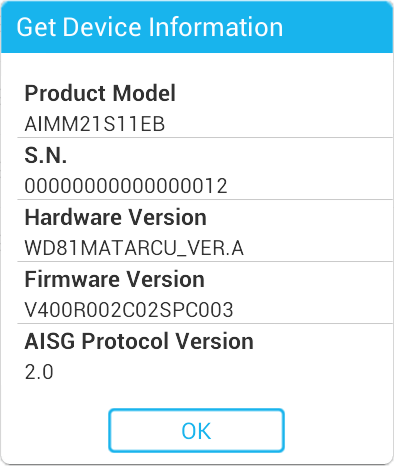 Get Device Information
Product Model
AIMM21S11EB
S.N.
00000000000000012
Hardware Version
WD81MATARCU_VER.A
Firmware Version
V400R002C02SPC003
AISG Protocol Version
2.0
OK